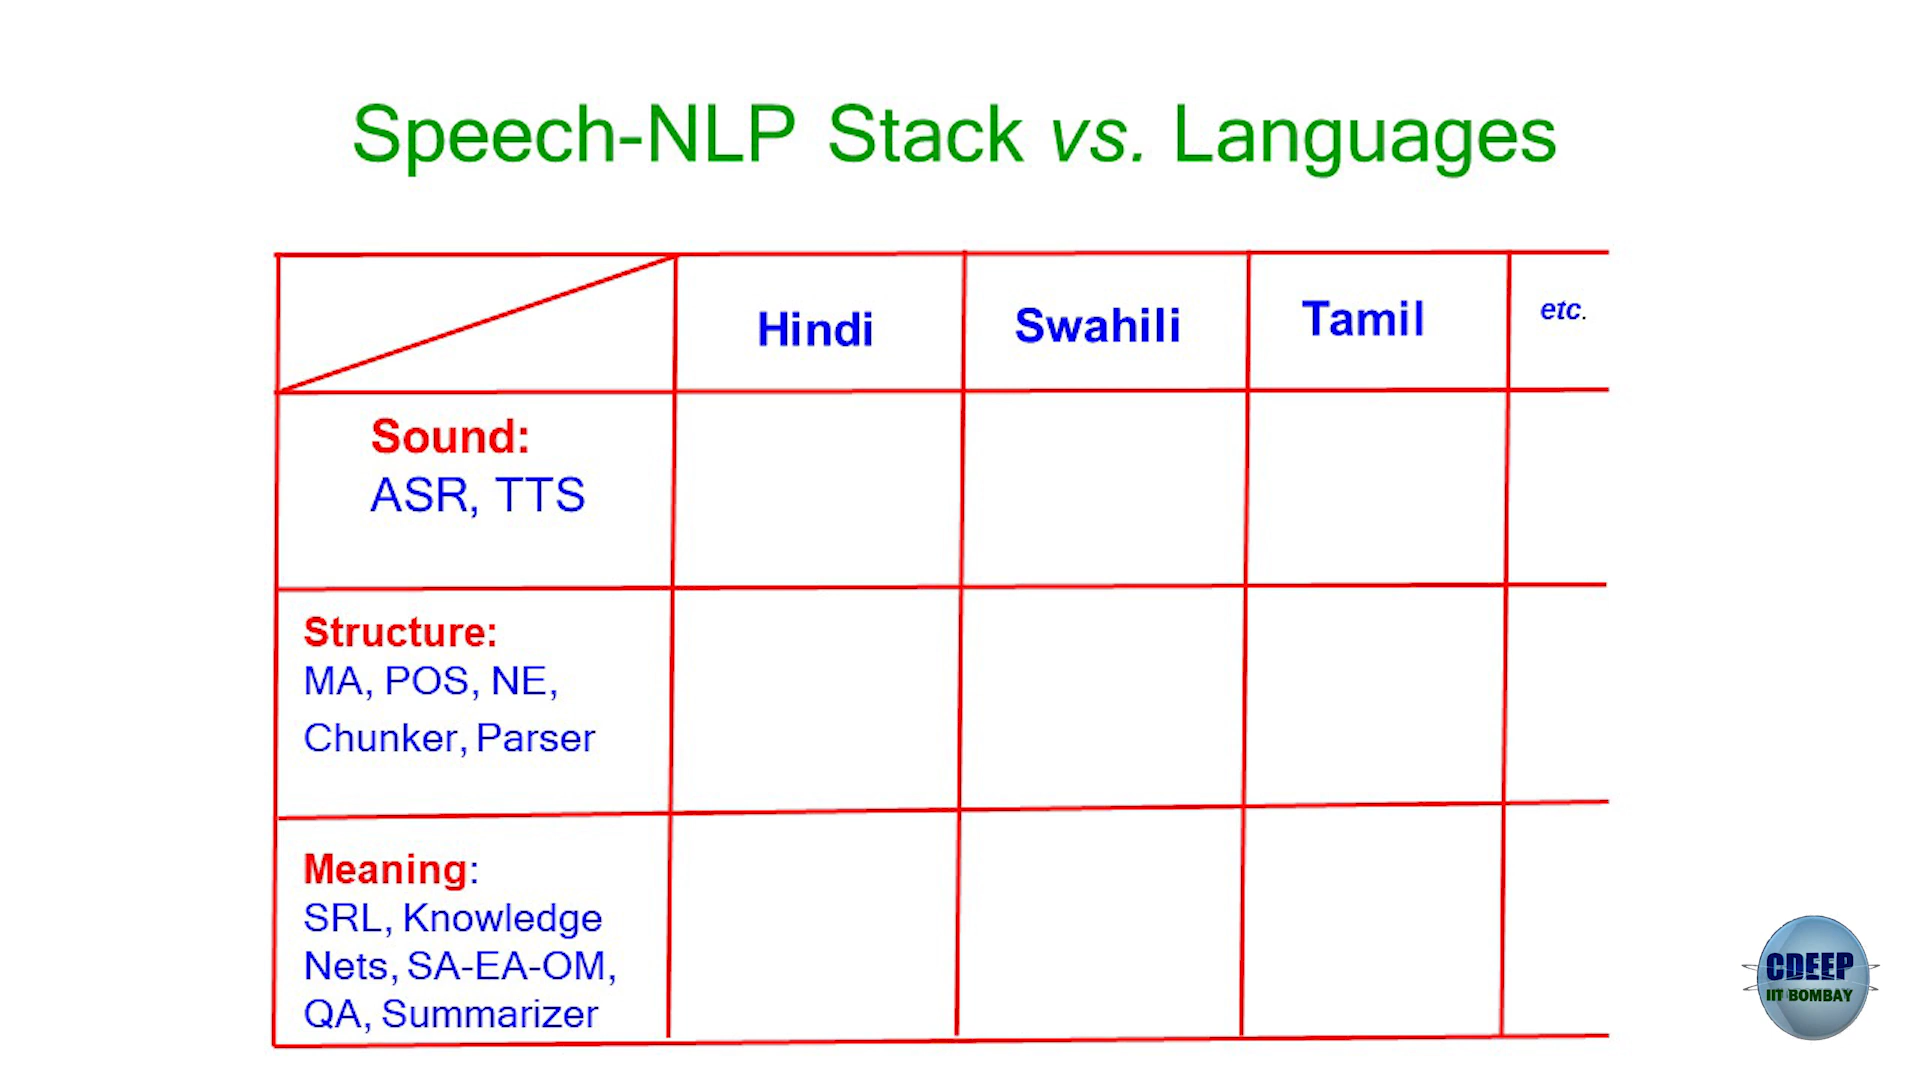 Speech-NLP Stack vs. Languages
Hindi
Swahili
Tamil
etc.
Sound:
ASR, TTS
Structure:
MA, POS, NE,
Chunker, Parser
Meaning:
SRL, Knowledge
Nets, SA-EA-OM,
QA, Summarizer
CDEEP
IIT BOMBAY